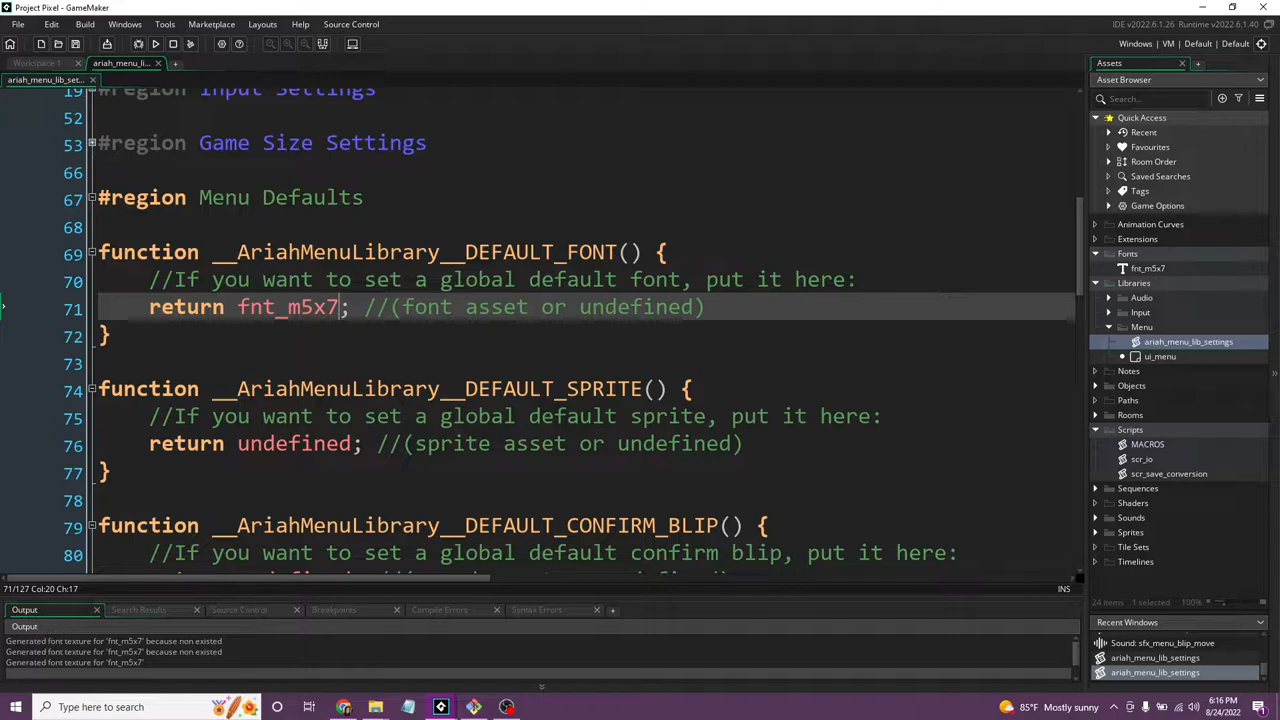 Project Pixel - GameMaker
File Edit Build Windows Tools Marketplace Layouts Help Source Control
IDE v2022.6.1.26 Runtime v2022.6.1.40
Windows | VM | Default | Default
Workspace 1
ariah_menu_li...
ariah_menu_lib_set...
19 #region Input Settings
52
53 #region Game Size Settings
66
67 #region Menu Defaults
68
69 function __AriahMenuLibrary__DEFAULT_FONT() {
70 //If you want to set a global default font, put it here:
71 return fnt_m5x7; //(font asset or undefined)
72 }
73
74 function __AriahMenuLibrary__DEFAULT_SPRITE() {
75 //If you want to set a global default sprite, put it here:
76 return undefined; //(sprite asset or undefined)
77 }
78
79 function __AriahMenuLibrary__DEFAULT_CONFIRM_BLIP() {
80 //If you want to set a global default confirm blip, put it here:
71/127 Col:20 Ch:17
INS
Output Search Results Source Control Breakpoints Compile Errors Syntax Errors
Output
Generated font texture for 'fnt_m5x7' because non existed
Generated font texture for 'fnt_m5x7' because non existed
Generated font texture for 'fnt_m5x7'
Assets
Asset Browser
Search...
Quick Access
Recent
Favourites
Room Order
Saved Searches
Tags
Game Options
Animation Curves
Extensions
Fonts
fnt_m5x7
Libraries
Audio
Input
Menu
ariah_menu_lib_settings
ui_menu
Notes
Objects
Paths
Rooms
Scripts
MACROS
scr_io
scr_save_conversion
Sequences
Shaders
Sounds
Sprites
Tile Sets
Timelines
24 items 1 selected 100%
Recent Windows
Sound: sfx_menu_blip_move
ariah_menu_lib_settings
ariah_menu_lib_settings
Type here to search
85°F Mostly sunny
6:16 PM
8/24/2022